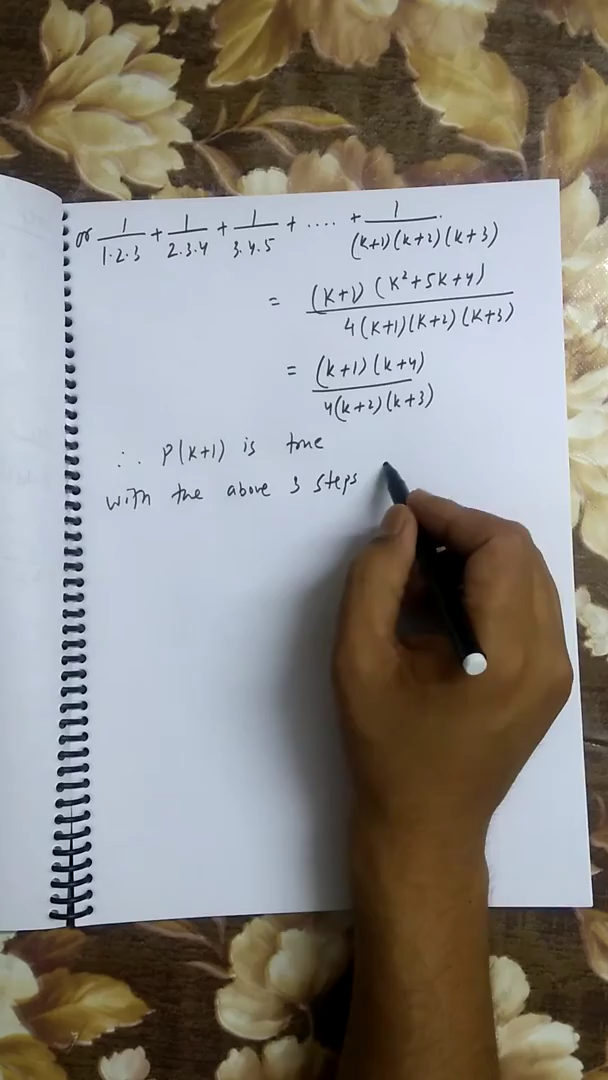 or 1/1·2·3 + 1/2·3·4 + 1/3·4·5 + .... + 1/(k+1)(k+2)(k+3)
= (k+1)(k²+5k+4)/4(k+1)(k+2)(k+3)
= (k+1)(k+4)/4(k+2)(k+3)
∴ P(k+1) is true
with the above 3 steps